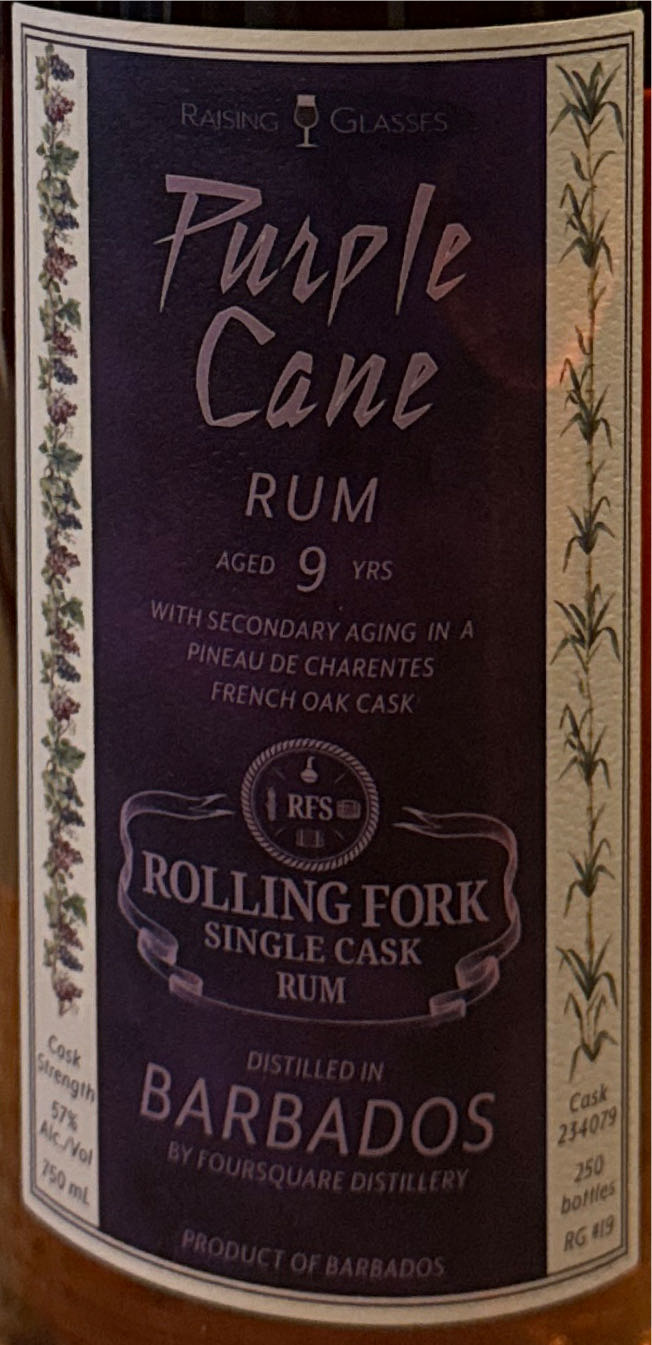 RAISING GLASSES
Purple
Cane
RUM
AGED 9 YRS
WITH SECONDARY AGING IN A
PINEAU DE CHARENTES
FRENCH OAK CASK
RFS
ROLLING FORK
SINGLE CASK
RUM
DISTILLED IN
BARBADOS
BY FOURSQUARE DISTILLERY
PRODUCT OF BARBADOS
Cask
Strength
57%
Alc./Vol
750 mL
Cask
234079
250
bottles
RG #19